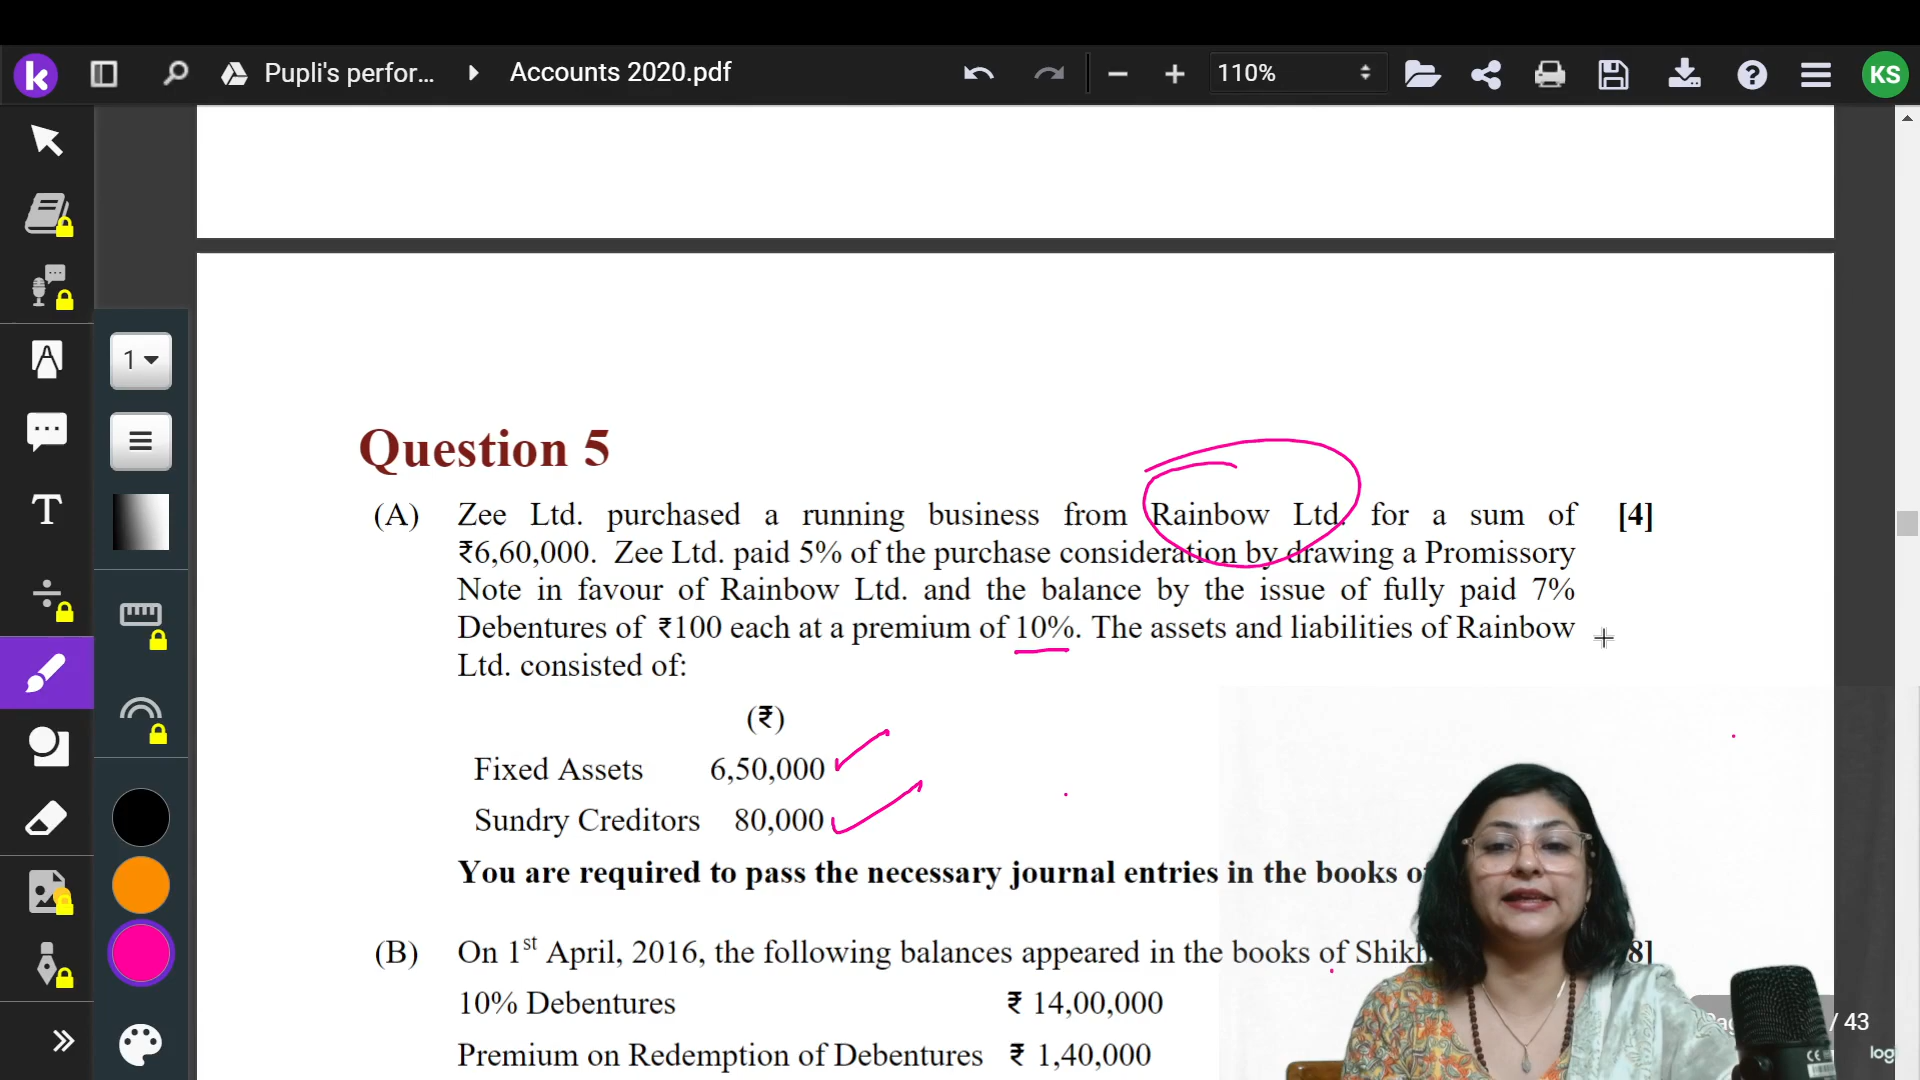 k Pupli's perfor... Accounts 2020.pdf 110% KS
1
T
Question 5
(A) Zee Ltd. purchased a running business from Rainbow Ltd. for a sum of [4]
₹6,60,000. Zee Ltd. paid 5% of the purchase consideration by drawing a Promissory
Note in favour of Rainbow Ltd. and the balance by the issue of fully paid 7%
Debentures of ₹100 each at a premium of 10%. The assets and liabilities of Rainbow
Ltd. consisted of:
(₹)
Fixed Assets 6,50,000
Sundry Creditors 80,000
You are required to pass the necessary journal entries in the books
(B) On 1st April, 2016, the following balances appeared in the books of 8]
10% Debentures ₹ 14,00,000
/ 43
Premium on Redemption of Debentures ₹ 1,40,000